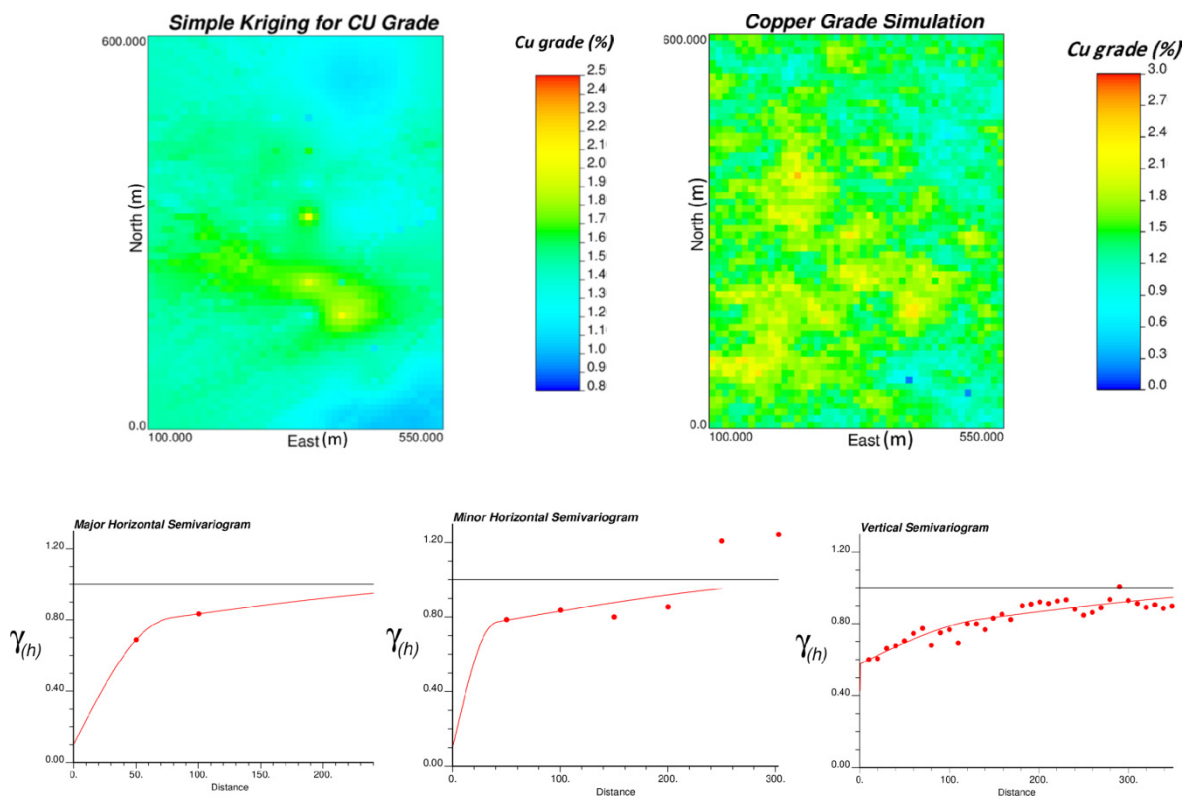 Simple Kriging for CU Grade
600.000
North (m)
0.0
100.000
East (m)
550.000
Cu grade (%)
2.5
2.4
2.3
2.2
2.1
2.0
1.9
1.8
1.7
1.6
1.5
1.4
1.3
1.2
1.1
1.0
0.9
0.8
Copper Grade Simulation
600.000
North (m)
0.0
100.000
East (m)
550.000
Cu grade (%)
3.0
2.7
2.4
2.1
1.8
1.5
1.2
0.9
0.6
0.3
0.0
Major Horizontal Semivariogram
γ(h)
1.20
0.80
0.40
0.00
0. 50. 100. 150. 200.
Distance
Minor Horizontal Semivariogram
γ(h)
1.20
0.80
0.40
0.00
0. 100. 200. 300.
Distance
Vertical Semivariogram
γ(h)
1.20
0.80
0.40
0.00
0. 100. 200. 300.
Distance